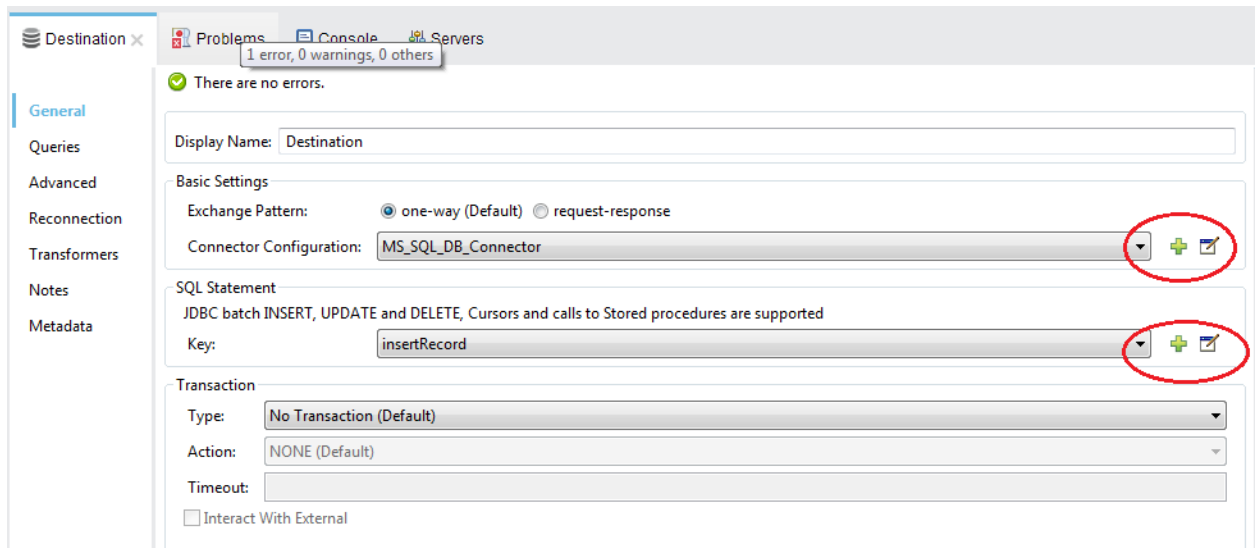 Destination Problems Console Servers
1 error, 0 warnings, 0 others
There are no errors.
General
Queries
Advanced
Reconnection
Transformers
Notes
Metadata
Display Name: Destination
Basic Settings
Exchange Pattern: one-way (Default) request-response
Connector Configuration: MS_SQL_DB_Connector
SQL Statement
JDBC batch INSERT, UPDATE and DELETE, Cursors and calls to Stored procedures are supported
Key: insertRecord
Transaction
Type: No Transaction (Default)
Action: NONE (Default)
Timeout:
Interact With External